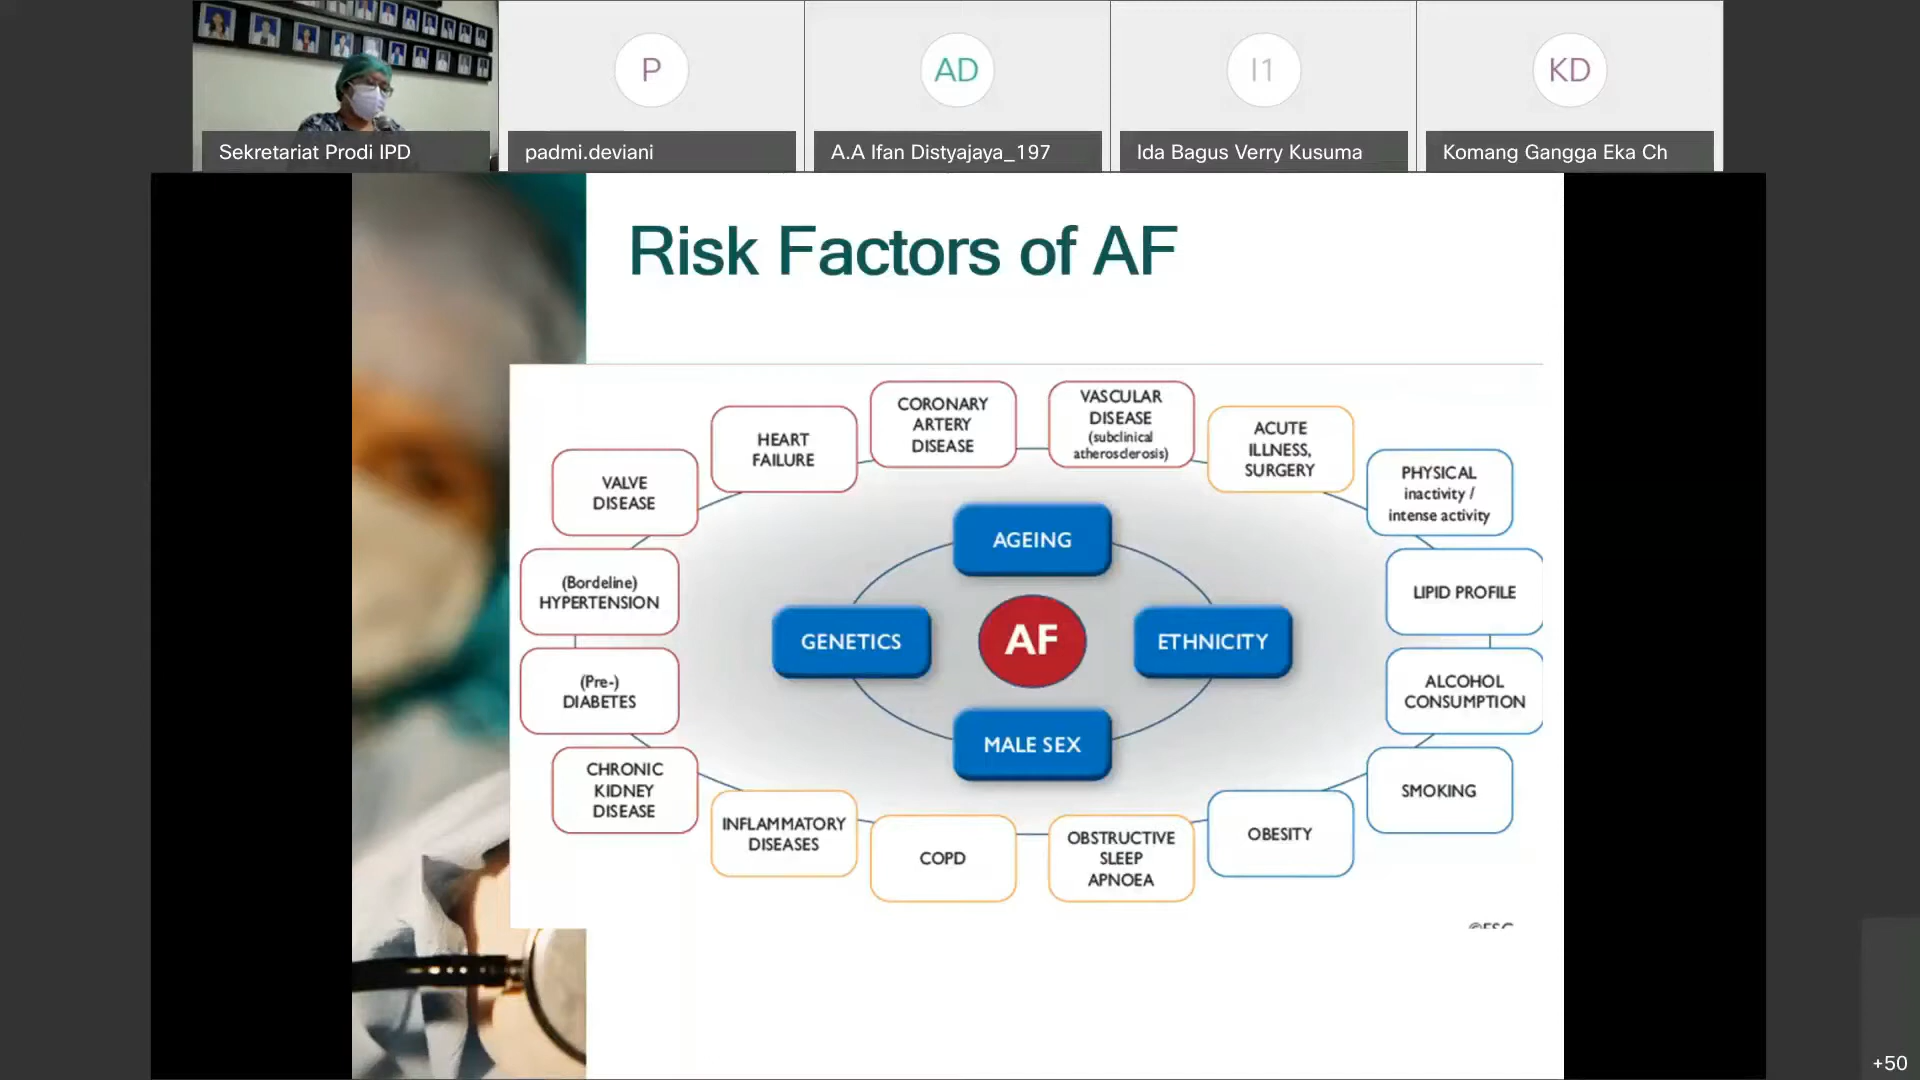 P
AD
I1
KD
Sekretariat Prodi IPD
padmi.deviani
A.A Ifan Distyajaya_197
Ida Bagus Verry Kusuma
Komang Gangga Eka Ch
Risk Factors of AF
CORONARY
ARTERY
DISEASE
VASCULAR
DISEASE
(subclinical
atherosclerosis)
HEART
FAILURE
ACUTE
ILLNESS,
SURGERY
VALVE
DISEASE
PHYSICAL
inactivity /
intense activity
AGEING
(Bordeline)
HYPERTENSION
LIPID PROFILE
GENETICS
AF
ETHNICITY
(Pre-)
DIABETES
ALCOHOL
CONSUMPTION
MALE SEX
CHRONIC
KIDNEY
DISEASE
SMOKING
INFLAMMATORY
DISEASES
COPD
OBSTRUCTIVE
SLEEP
APNOEA
OBESITY
+50